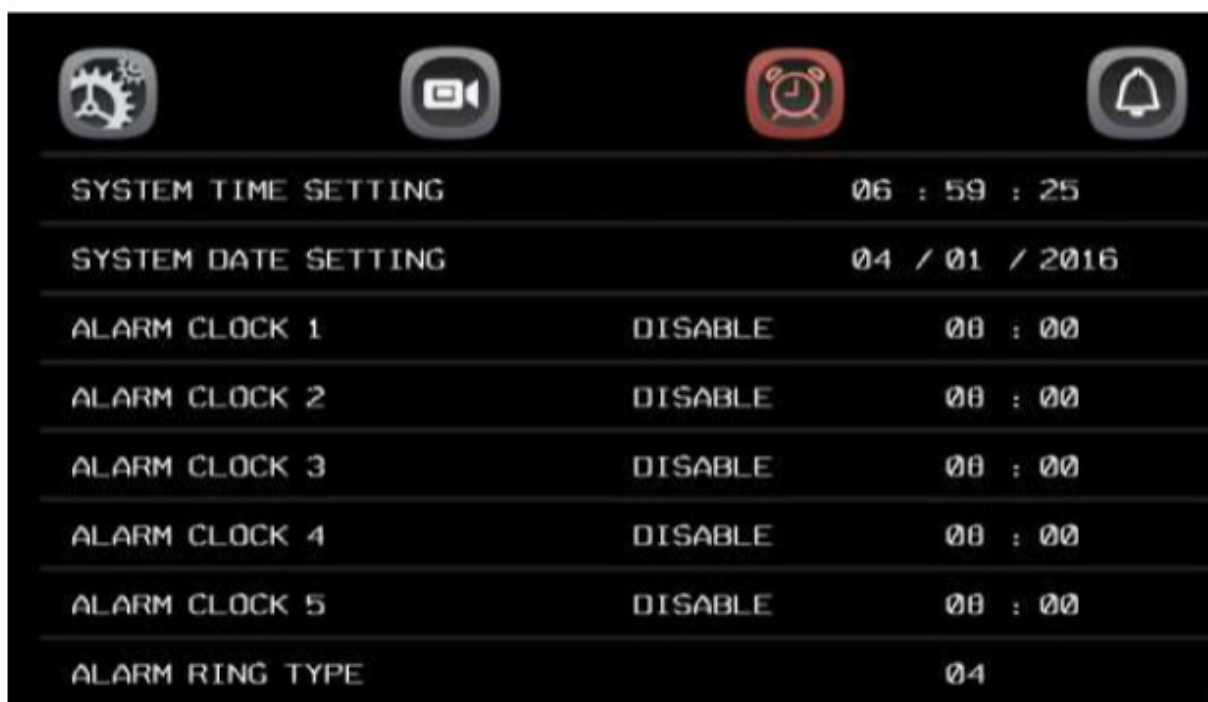 SYSTEM TIME SETTING 06 : 59 : 25
SYSTEM DATE SETTING 04 / 01 / 2016
ALARM CLOCK 1 DISABLE 08 : 00
ALARM CLOCK 2 DISABLE 08 : 00
ALARM CLOCK 3 DISABLE 08 : 00
ALARM CLOCK 4 DISABLE 08 : 00
ALARM CLOCK 5 DISABLE 08 : 00
ALARM RING TYPE 04